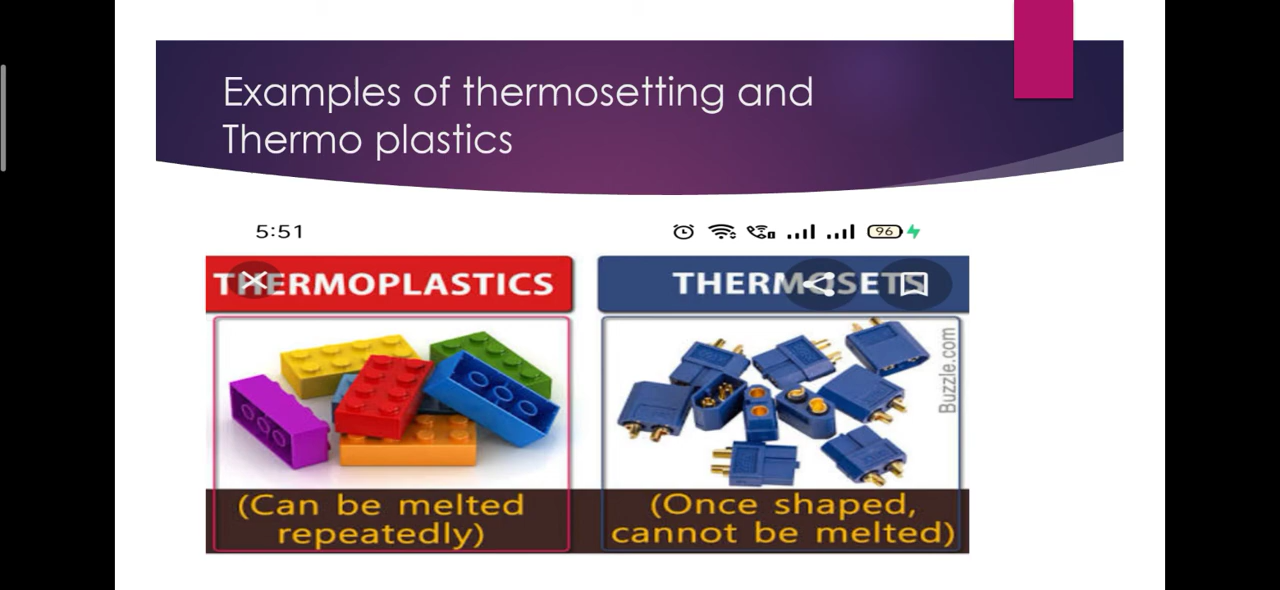 Examples of thermosetting and
Thermo plastics
5:51
96
THERMOPLASTICS
THERMOSETS
Buzzle.com
(Can be melted
repeatedly)
(Once shaped,
cannot be melted)